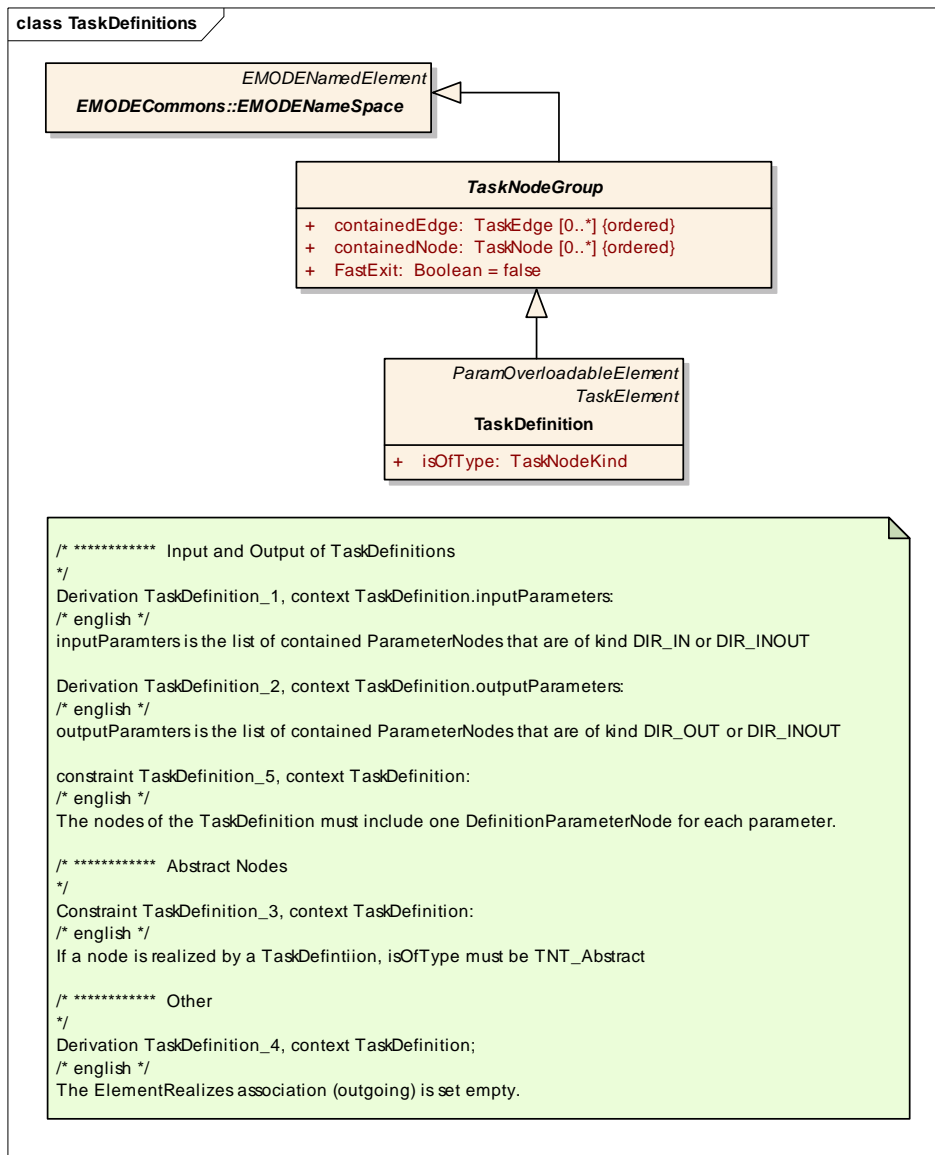 class TaskDefinitions
EMODENamedElement
EMODECommons::EMODENameSpace
TaskNodeGroup
+ containedEdge: TaskEdge [0..*] {ordered}
+ containedNode: TaskNode [0..*] {ordered}
+ FastExit: Boolean = false
ParamOverloadableElement
TaskElement
TaskDefinition
+ isOfType: TaskNodeKind
/* ************ Input and Output of TaskDefinitions
*/
Derivation TaskDefinition_1, context TaskDefinition.inputParameters:
/* english */
inputParamters is the list of contained ParameterNodes that are of kind DIR_IN or DIR_INOUT
Derivation TaskDefinition_2, context TaskDefinition.outputParameters:
/* english */
outputParamters is the list of contained ParameterNodes that are of kind DIR_OUT or DIR_INOUT
constraint TaskDefinition_5, context TaskDefinition:
/* english */
The nodes of the TaskDefinition must include one DefinitionParameterNode for each parameter.
/* ************ Abstract Nodes
*/
Constraint TaskDefinition_3, context TaskDefinition:
/* english */
If a node is realized by a TaskDefintiion, isOfType must be TNT_Abstract
/* ************ Other
*/
Derivation TaskDefinition_4, context TaskDefinition;
/* english */
The ElementRealizes association (outgoing) is set empty.